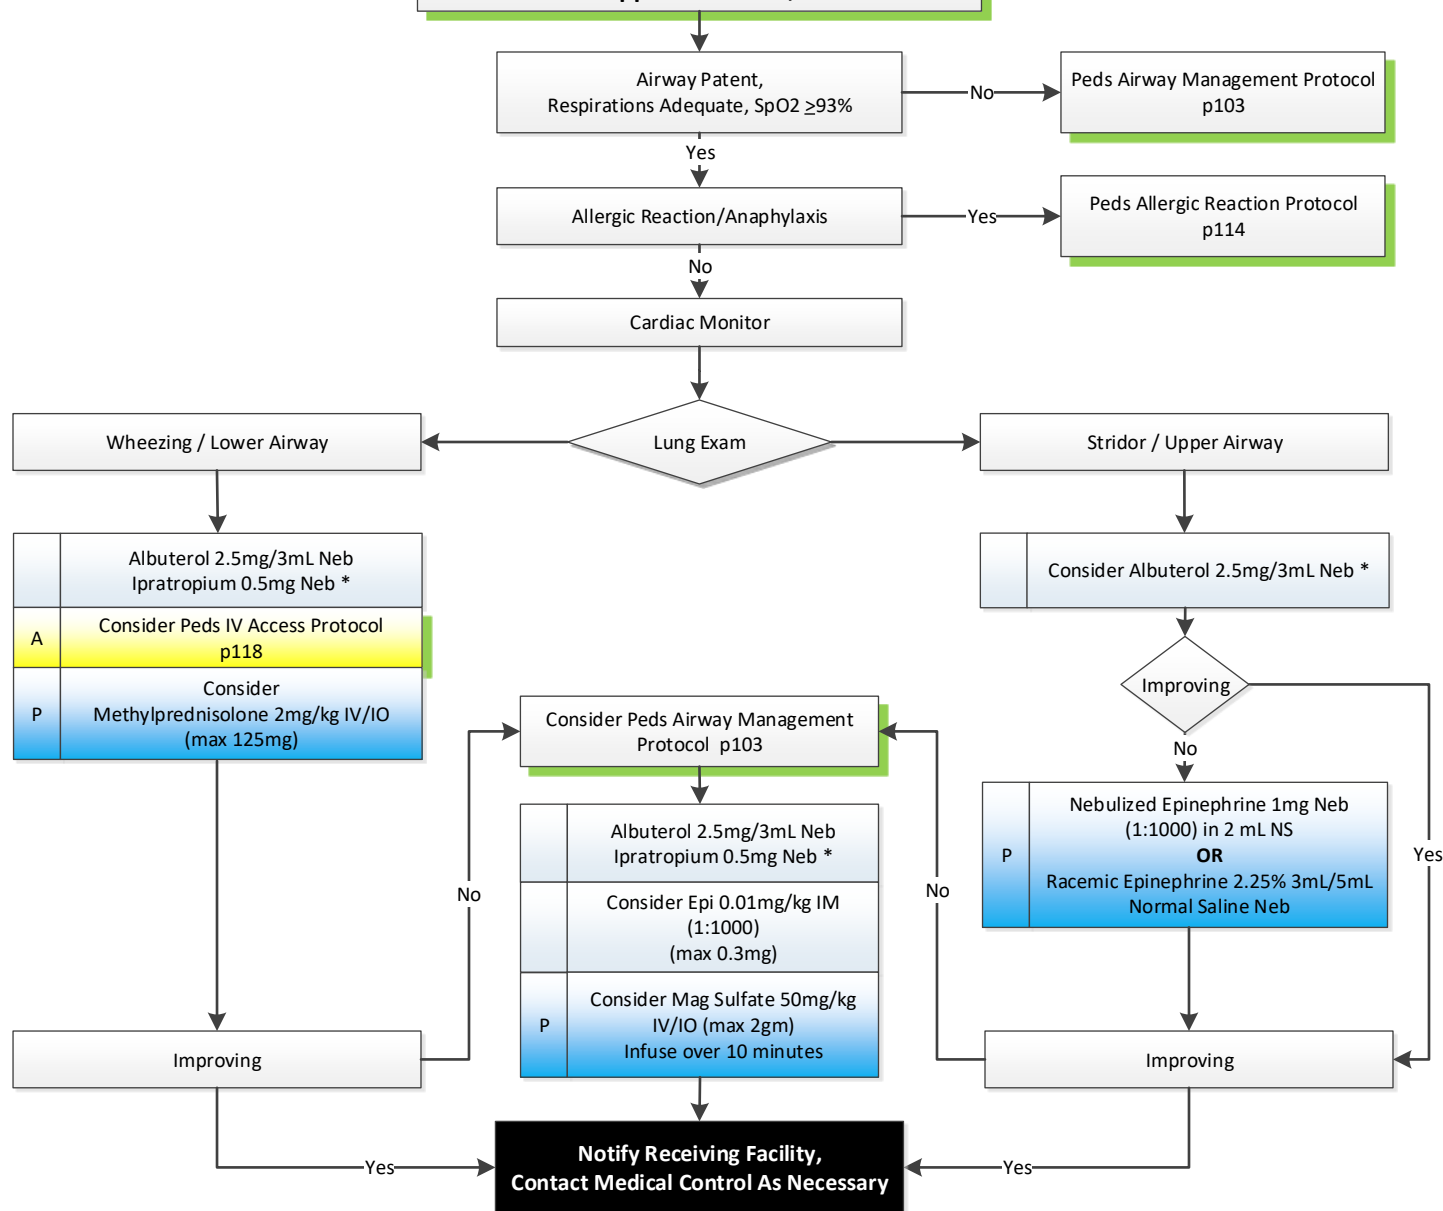 Airway Patent,
Respirations Adequate, SpO2 ≥93%
No
Peds Airway Management Protocol
p103
Yes
Allergic Reaction/Anaphylaxis
Yes
Peds Allergic Reaction Protocol
p114
No
Cardiac Monitor
Wheezing / Lower Airway
Lung Exam
Stridor / Upper Airway
Albuterol 2.5mg/3mL Neb
Ipratropium 0.5mg Neb *
A
Consider Peds IV Access Protocol
p118
P
Consider
Methylprednisolone 2mg/kg IV/IO
(max 125mg)
Consider Albuterol 2.5mg/3mL Neb *
Improving
No
Yes
P
Nebulized Epinephrine 1mg Neb
(1:1000) in 2 mL NS
OR
Racemic Epinephrine 2.25% 3mL/5mL
Normal Saline Neb
Consider Peds Airway Management
Protocol p103
No
No
Albuterol 2.5mg/3mL Neb
Ipratropium 0.5mg Neb *
Consider Epi 0.01mg/kg IM
(1:1000)
(max 0.3mg)
P
Consider Mag Sulfate 50mg/kg
IV/IO (max 2gm)
Infuse over 10 minutes
Improving
Improving
Yes
Notify Receiving Facility,
Contact Medical Control As Necessary
Yes